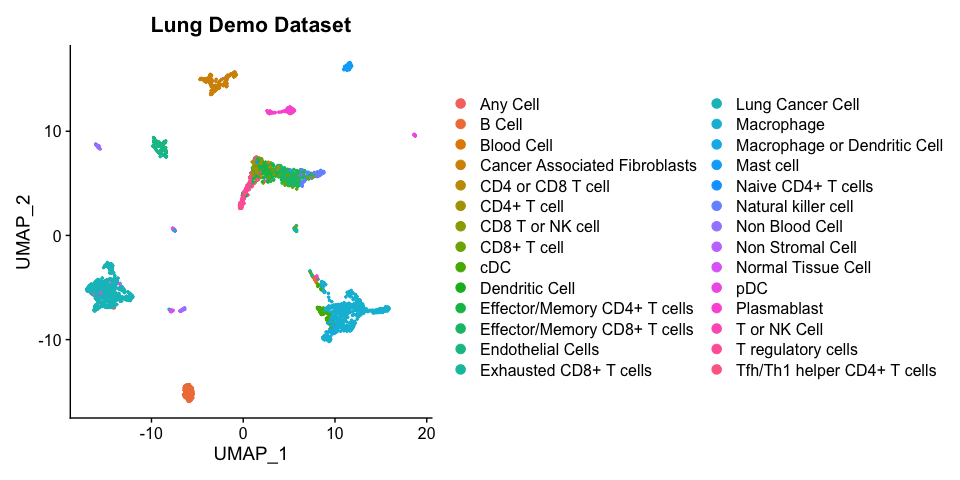 Lung Demo Dataset
UMAP_2
10
0
-10
-10
0
10
20
UMAP_1
Any Cell
B Cell
Blood Cell
Cancer Associated Fibroblasts
CD4 or CD8 T cell
CD4+ T cell
CD8 T or NK cell
CD8+ T cell
cDC
Dendritic Cell
Effector/Memory CD4+ T cells
Effector/Memory CD8+ T cells
Endothelial Cells
Exhausted CD8+ T cells
Lung Cancer Cell
Macrophage
Macrophage or Dendritic Cell
Mast cell
Naive CD4+ T cells
Natural killer cell
Non Blood Cell
Non Stromal Cell
Normal Tissue Cell
pDC
Plasmablast
T or NK Cell
T regulatory cells
Tfh/Th1 helper CD4+ T cells